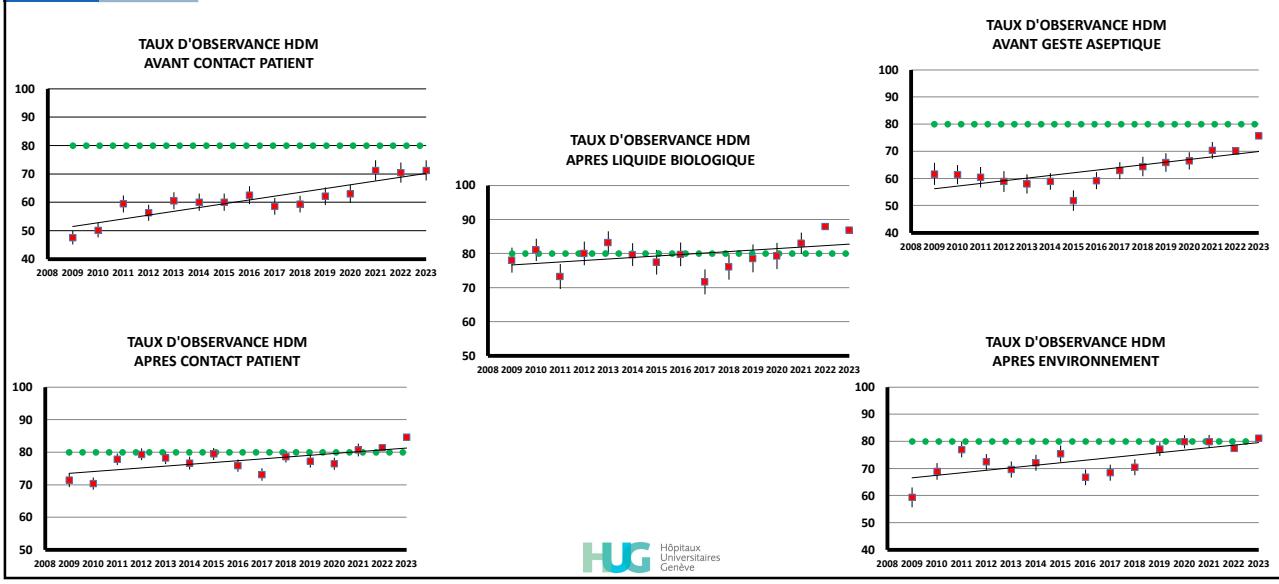 TAUX D'OBSERVANCE HDM
AVANT CONTACT PATIENT
100
90
80
70
60
50
40
2008 2009 2010 2011 2012 2013 2014 2015 2016 2017 2018 2019 2020 2021 2022 2023
TAUX D'OBSERVANCE HDM
APRES CONTACT PATIENT
100
90
80
70
60
50
2008 2009 2010 2011 2012 2013 2014 2015 2016 2017 2018 2019 2020 2021 2022 2023
TAUX D'OBSERVANCE HDM
APRES LIQUIDE BIOLOGIQUE
100
90
80
70
60
50
2008 2009 2010 2011 2012 2013 2014 2015 2016 2017 2018 2019 2020 2021 2022 2023
HUG
Hôpitaux
Universitaires
Genève
TAUX D'OBSERVANCE HDM
AVANT GESTE ASEPTIQUE
100
90
80
70
60
50
40
2008 2009 2010 2011 2012 2013 2014 2015 2016 2017 2018 2019 2020 2021 2022 2023
TAUX D'OBSERVANCE HDM
APRES ENVIRONNEMENT
100
90
80
70
60
50
40
2008 2009 2010 2011 2012 2013 2014 2015 2016 2017 2018 2019 2020 2021 2022 2023